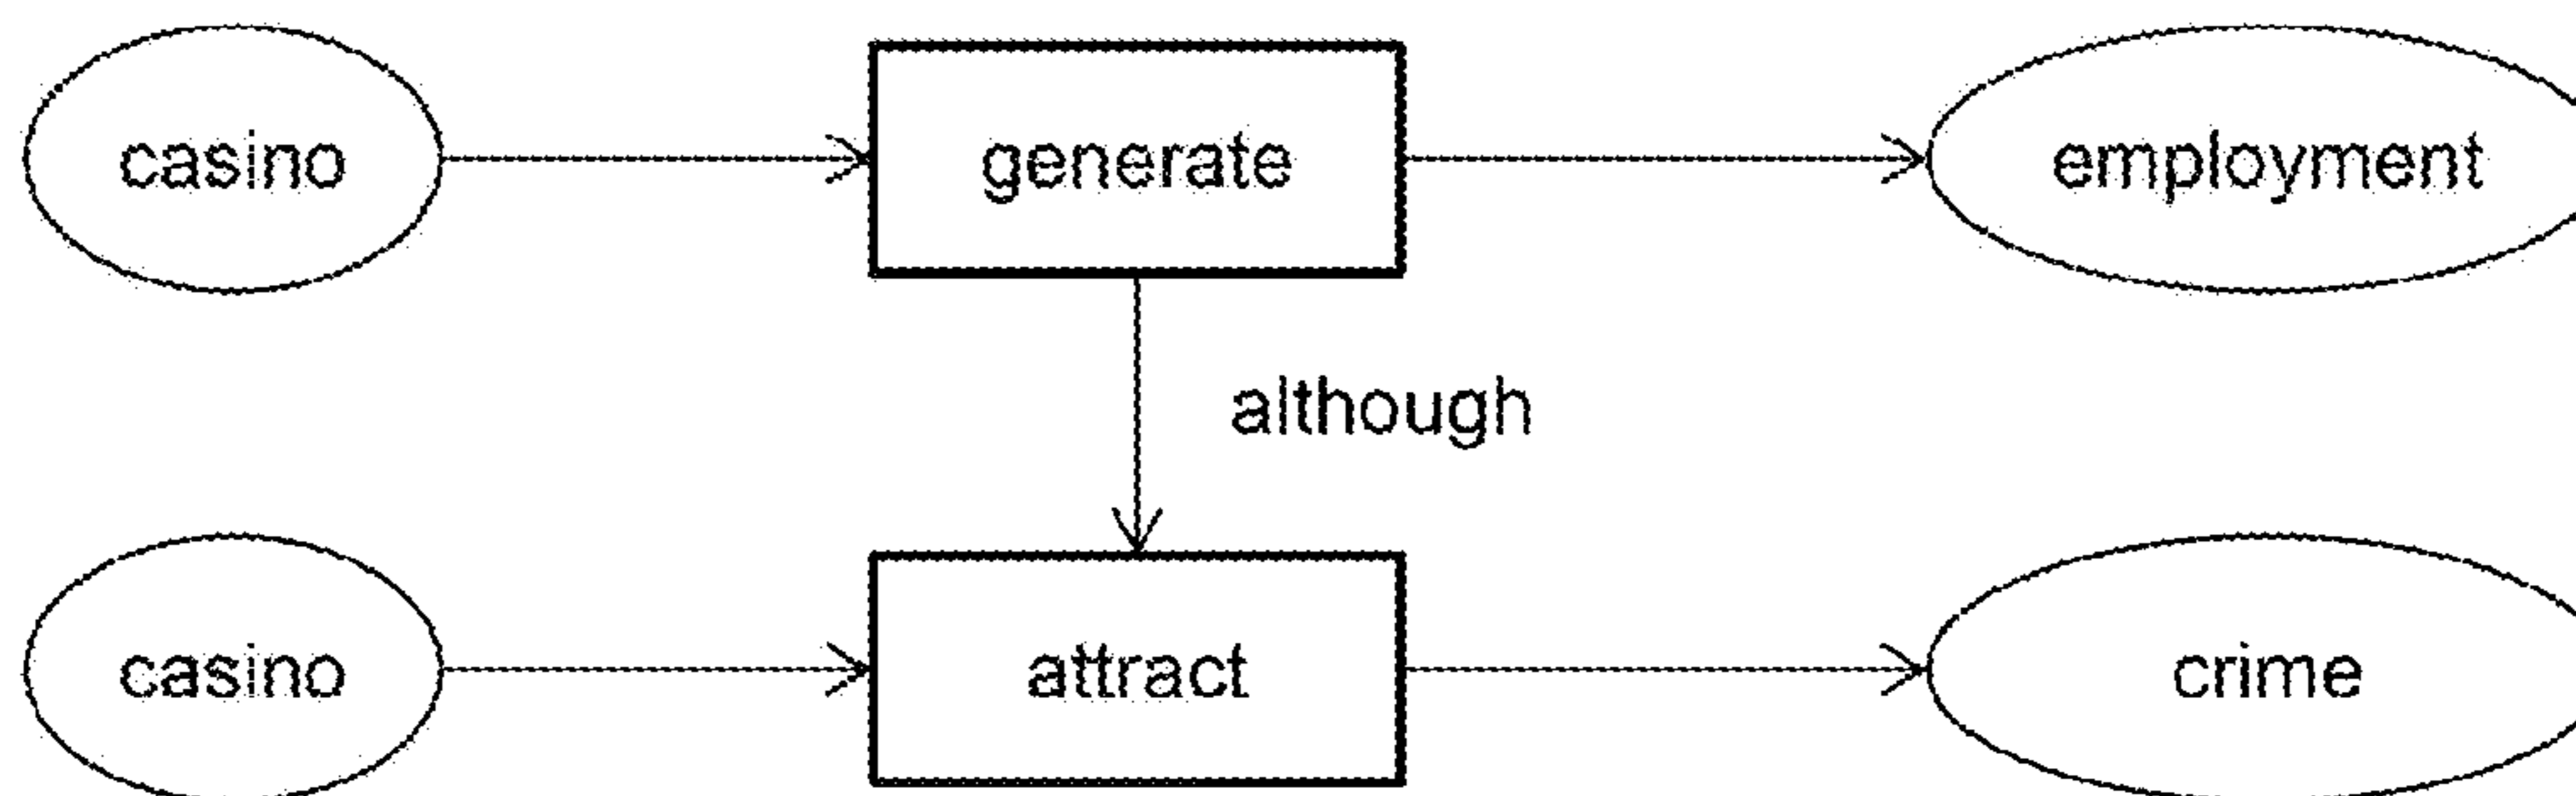 casino generate employment
although
casino attract crime